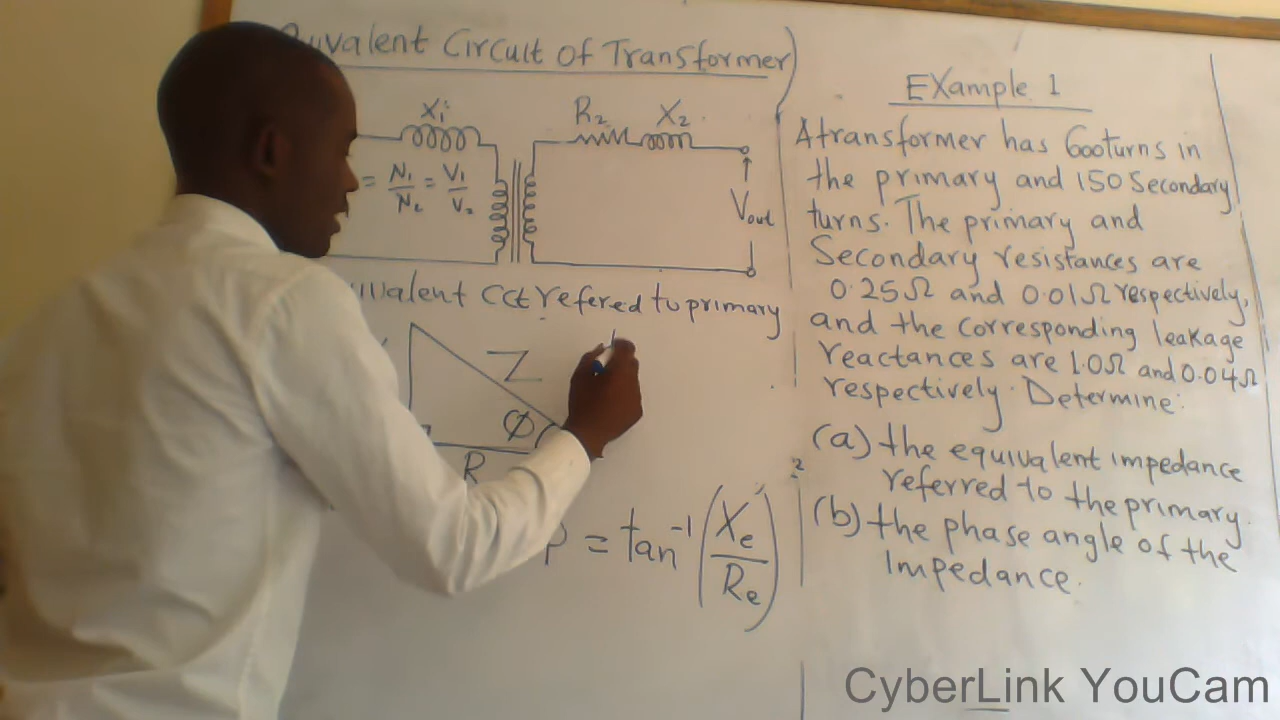 uivalent Circuit of Transformer
X1
R2 X2
= N1/N2 = V1/V2
Vout
uivalent CCt refered to primary
Z
Φ
R
= tan⁻¹ (Xe/Re)
EXample 1
A transformer has 600 turns in
the primary and 150 Secondary
turns. The primary and
Secondary resistances are
0.25Ω and 0.01Ω respectively,
and the corresponding leakage
reactances are 1.0Ω and 0.04Ω
respectively. Determine:
(a) the equivalent impedance
referred to the primary.
(b) the phase angle of the
Impedance.
CyberLink YouCam